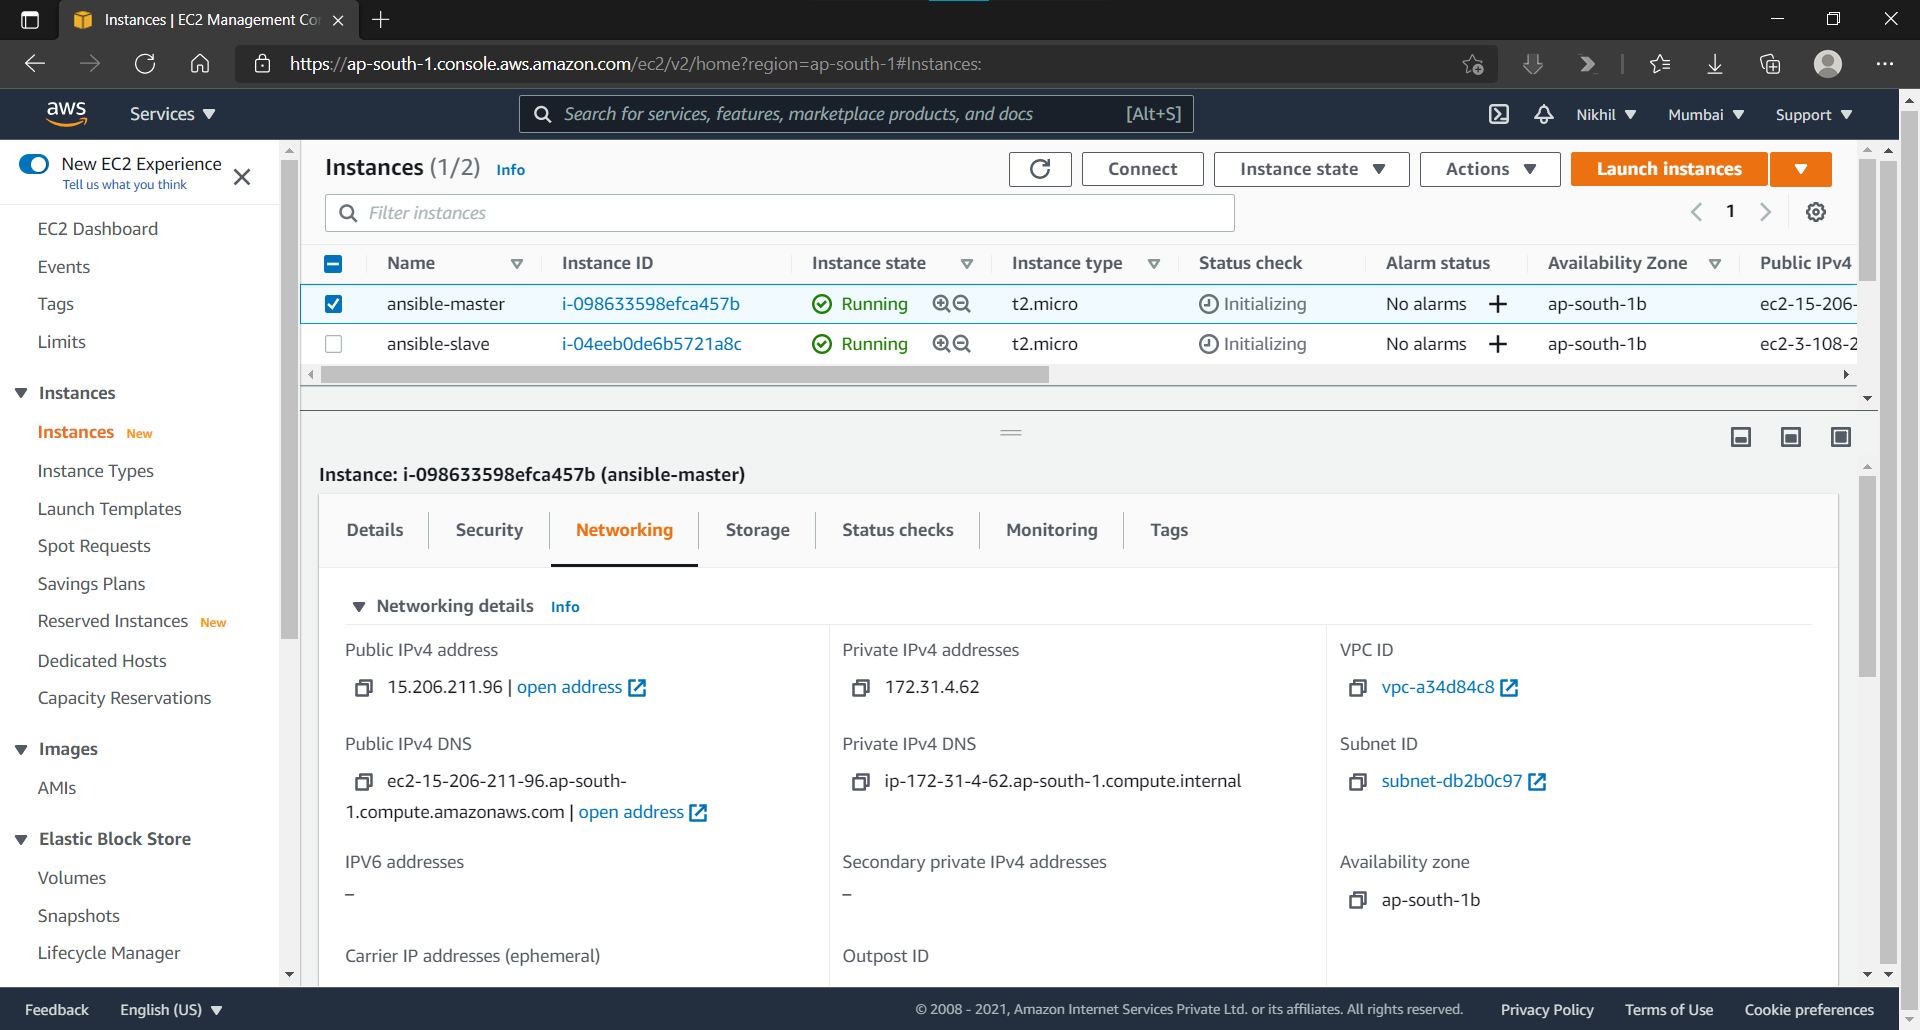 Instances | EC2 Management Co
https://ap-south-1.console.aws.amazon.com/ec2/v2/home?region=ap-south-1#Instances:
aws
Services ▼
Search for services, features, marketplace products, and docs [Alt+S]
Nikhil ▼
Mumbai ▼
Support ▼
New EC2 Experience
Tell us what you think
EC2 Dashboard
Events
Tags
Limits
Instances
Instances New
Instance Types
Launch Templates
Spot Requests
Savings Plans
Reserved Instances New
Dedicated Hosts
Capacity Reservations
Images
AMIs
Elastic Block Store
Volumes
Snapshots
Lifecycle Manager
Instances (1/2) Info
Connect
Instance state ▼
Actions ▼
Launch instances
Filter instances
1
Name Instance ID Instance state Instance type Status check Alarm status Availability Zone Public IPv4
ansible-master i-098633598efca457b Running t2.micro Initializing No alarms + ap-south-1b ec2-15-206-
ansible-slave i-04eeb0de6b5721a8c Running t2.micro Initializing No alarms + ap-south-1b ec2-3-108-2
Instance: i-098633598efca457b (ansible-master)
Details Security Networking Storage Status checks Monitoring Tags
Networking details Info
Public IPv4 address
15.206.211.96 | open address
Private IPv4 addresses
172.31.4.62
VPC ID
vpc-a34d84c8
Public IPv4 DNS
ec2-15-206-211-96.ap-south-
1.compute.amazonaws.com | open address
Private IPv4 DNS
ip-172-31-4-62.ap-south-1.compute.internal
Subnet ID
subnet-db2b0c97
IPV6 addresses
–
Secondary private IPv4 addresses
–
Availability zone
ap-south-1b
Carrier IP addresses (ephemeral)
Outpost ID
Feedback
English (US) ▼
© 2008 - 2021, Amazon Internet Services Private Ltd. or its affiliates. All rights reserved.
Privacy Policy
Terms of Use
Cookie preferences